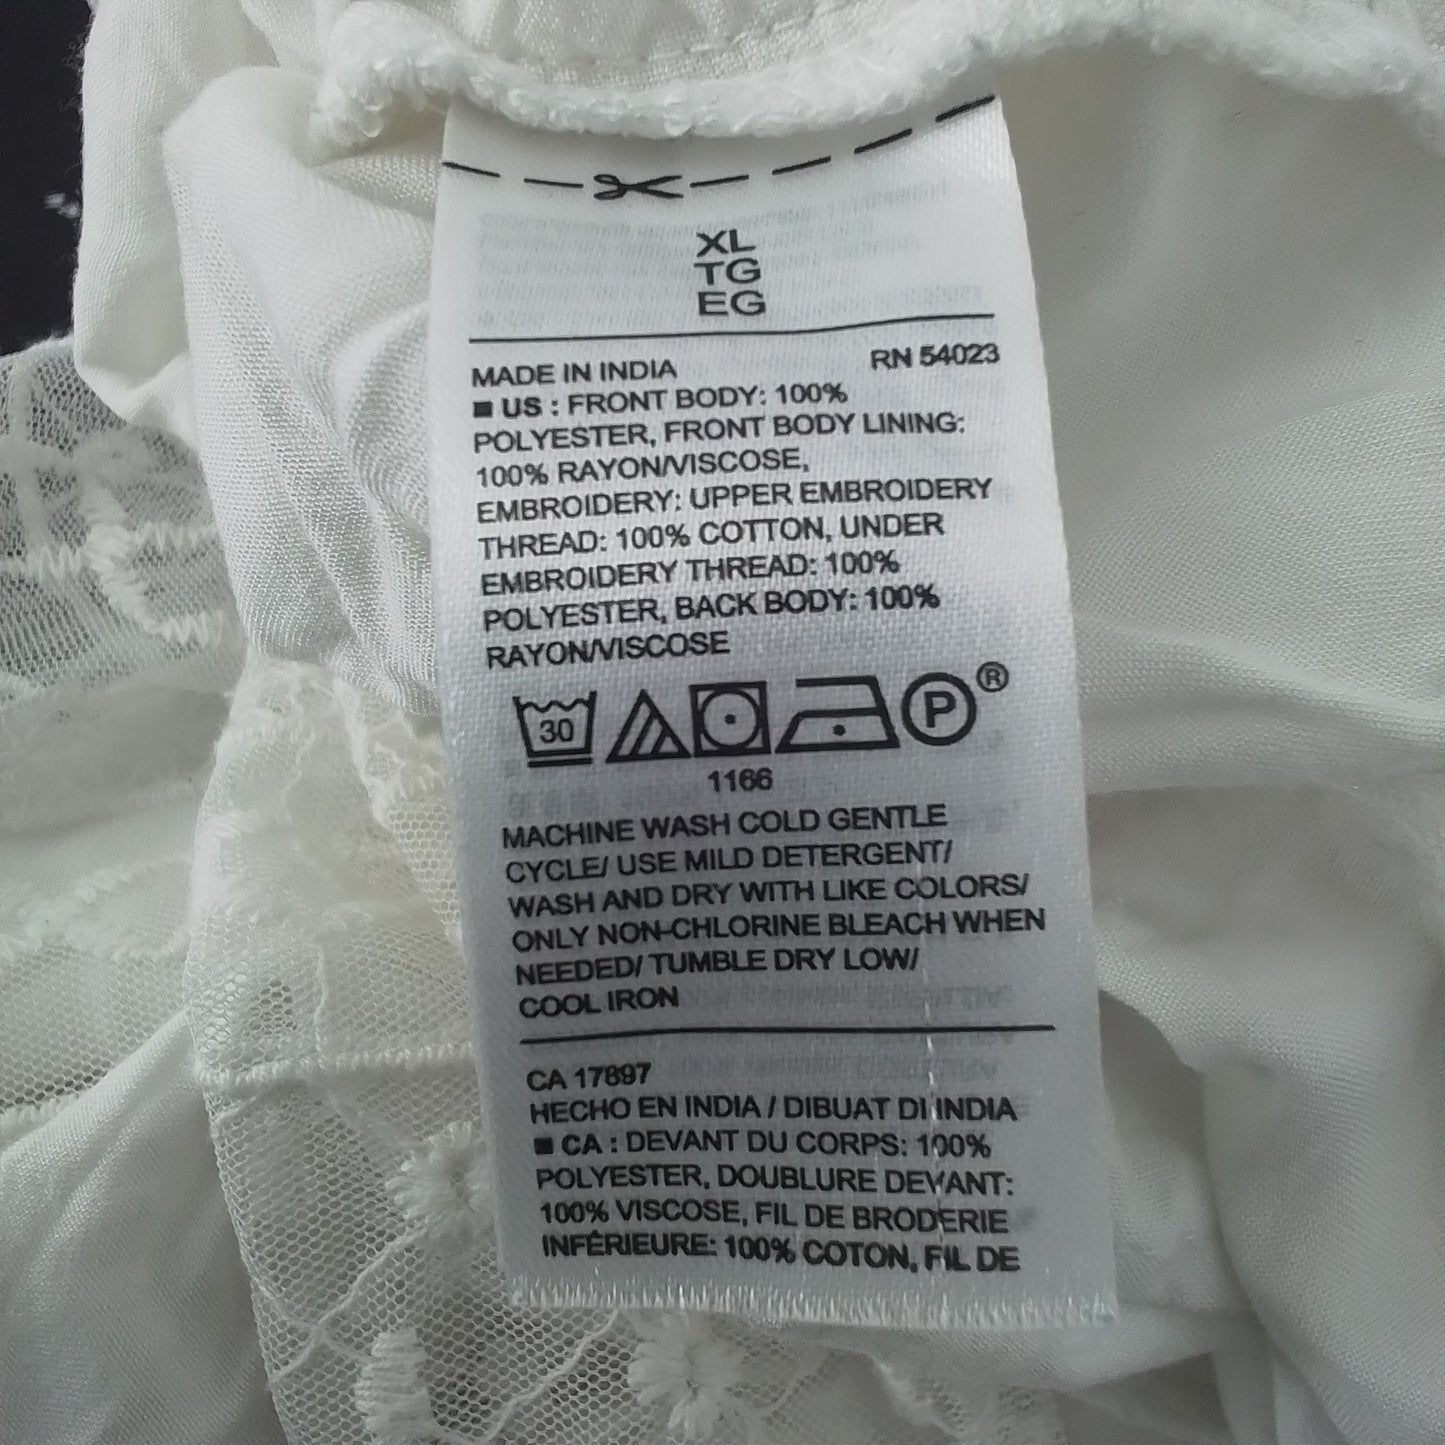 XL
TG
EG
MADE IN INDIA RN 54023
■ US : FRONT BODY: 100%
POLYESTER, FRONT BODY LINING:
100% RAYON/VISCOSE,
EMBROIDERY: UPPER EMBROIDERY
THREAD: 100% COTTON, UNDER
EMBROIDERY THREAD: 100%
POLYESTER, BACK BODY: 100%
RAYON/VISCOSE
30 P ®
1166
MACHINE WASH COLD GENTLE
CYCLE/ USE MILD DETERGENT/
WASH AND DRY WITH LIKE COLORS/
ONLY NON-CHLORINE BLEACH WHEN
NEEDED/ TUMBLE DRY LOW/
COOL IRON
CA 17897
HECHO EN INDIA / DIBUAT DI INDIA
■ CA : DEVANT DU CORPS: 100%
POLYESTER, DOUBLURE DEVANT:
100% VISCOSE, FIL DE BRODERIE
INFÉRIEURE: 100% COTON, FIL DE